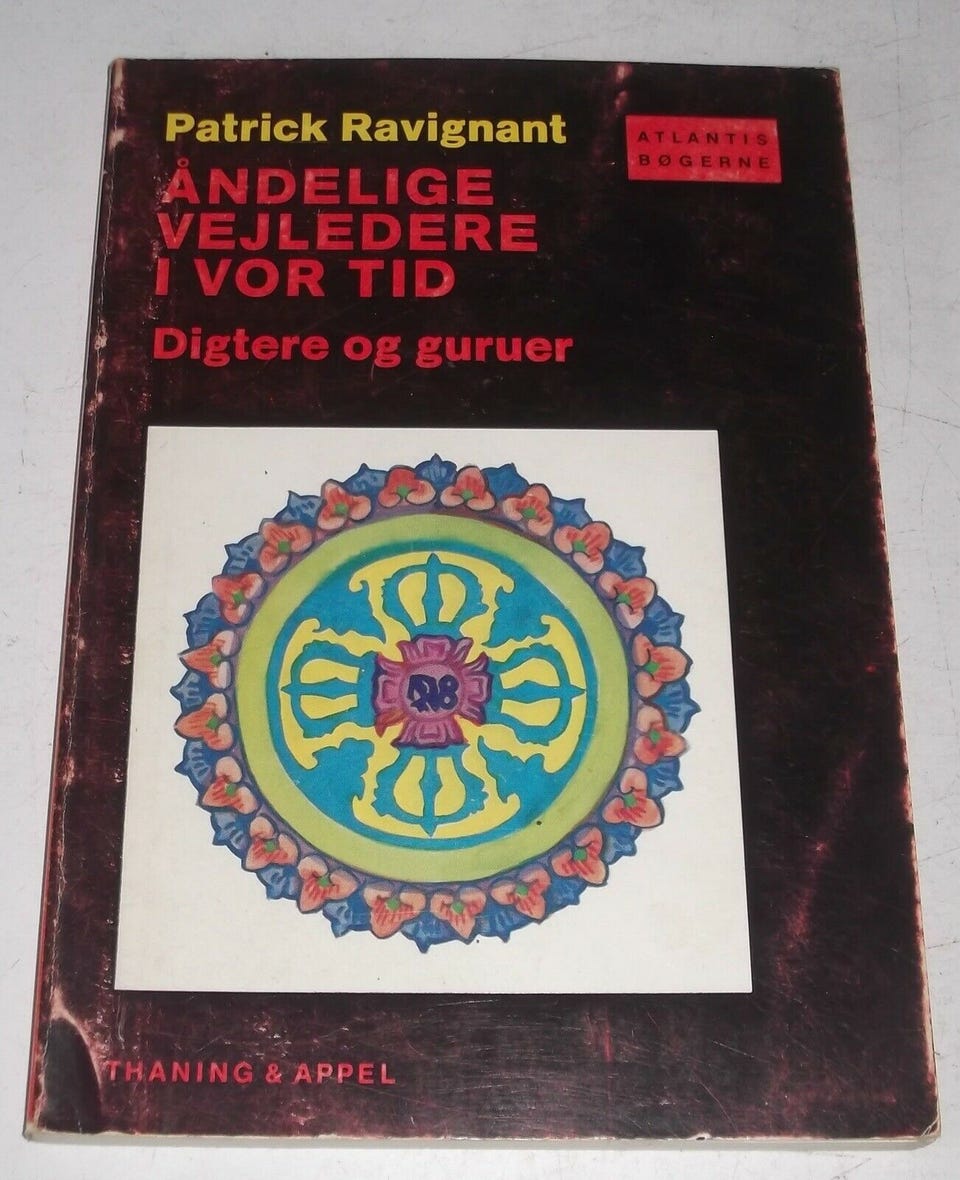 Patrick Ravignant
ATLANTIS
BØGERNE
ÅNDELIGE
VEJLEDERE
I VOR TID
Digtere og guruer
THANING & APPEL